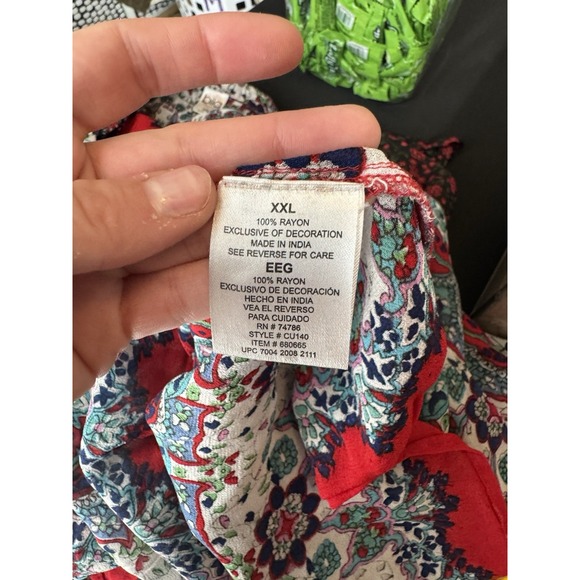 XXL
100% RAYON
EXCLUSIVE OF DECORATION
MADE IN INDIA
SEE REVERSE FOR CARE
EEG
100% RAYON
EXCLUSIVO DE DECORACIÓN
HECHO EN INDIA
VEA EL REVERSO
PARA CUIDADO
RN # 74786
STYLE # CU140
ITEM # 680665
UPC 7004 2008 2111